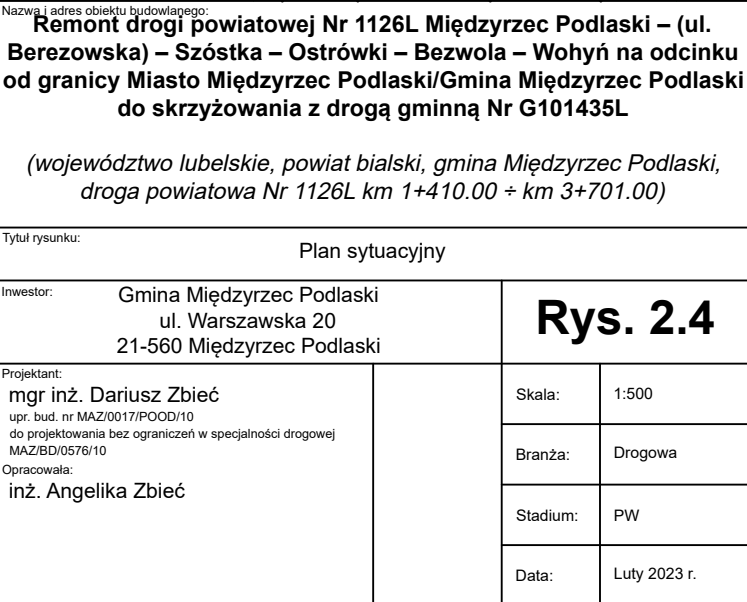 Nazwa i adres obiektu budowlanego:
Remont drogi powiatowej Nr 1126L Międzyrzec Podlaski – (ul.
Berezowska) – Szóstka – Ostrówki – Bezwola – Wohyń na odcinku
od granicy Miasto Międzyrzec Podlaski/Gmina Międzyrzec Podlaski
do skrzyżowania z drogą gminną Nr G101435L
(województwo lubelskie, powiat bialski, gmina Międzyrzec Podlaski,
droga powiatowa Nr 1126L km 1+410.00 ÷ km 3+701.00)
Tytuł rysunku:
Plan sytuacyjny
Inwestor:
Gmina Międzyrzec Podlaski
ul. Warszawska 20
21-560 Międzyrzec Podlaski
Rys. 2.4
Projektant:
mgr inż. Dariusz Zbieć
upr. bud. nr MAZ/0017/POOD/10
do projektowania bez ograniczeń w specjalności drogowej
MAZ/BD/0576/10
Opracowała:
inż. Angelika Zbieć
Skala: 1:500
Branża: Drogowa
Stadium: PW
Data: Luty 2023 r.